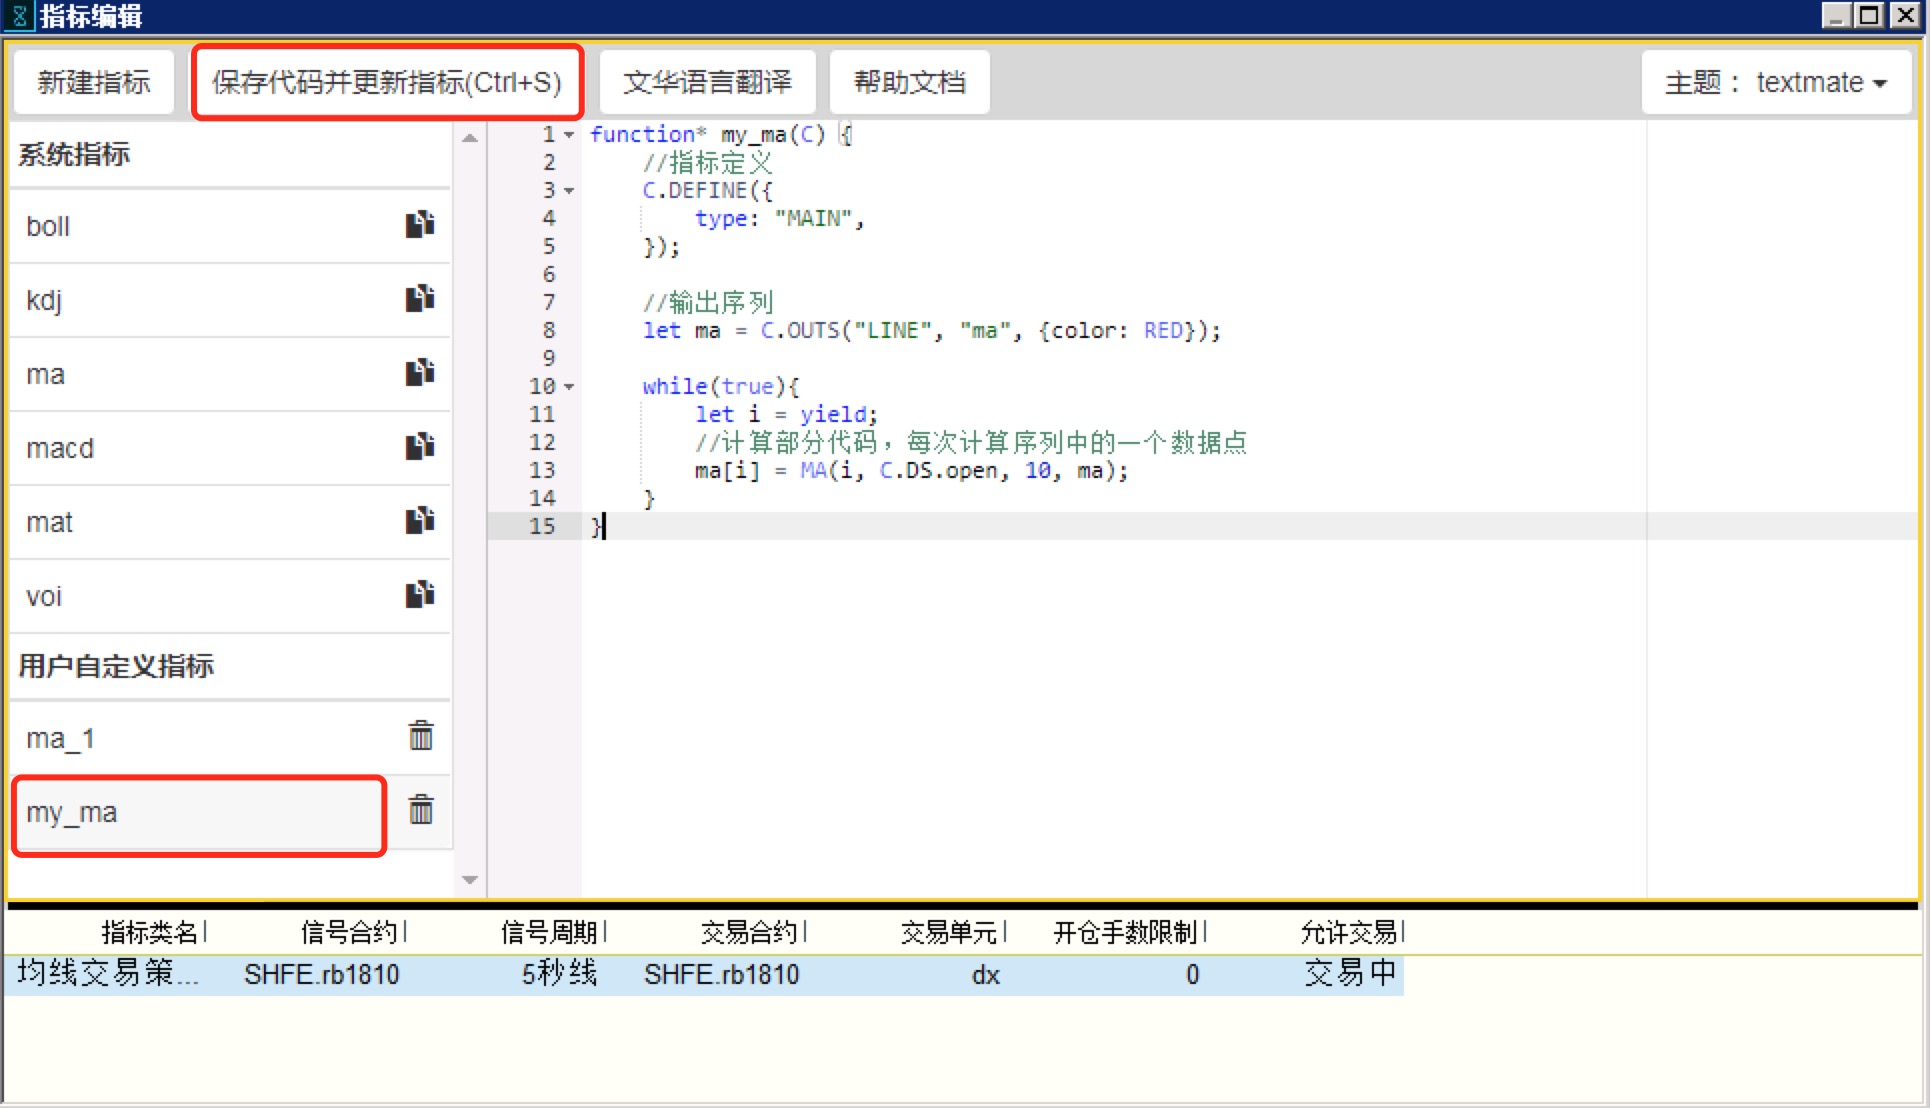 指标编辑
新建指标 保存代码并更新指标(Ctrl+S) 文华语言翻译 帮助文档 主题： textmate
系统指标
boll
kdj
ma
macd
mat
voi
用户自定义指标
ma_1
my_ma
1 function* my_ma(C) {
2 //指标定义
3 C.DEFINE({
4 type: "MAIN",
5 });
6
7 //输出序列
8 let ma = C.OUTS("LINE", "ma", {color: RED});
9
10 while(true){
11 let i = yield;
12 //计算部分代码，每次计算序列中的一个数据点
13 ma[i] = MA(i, C.DS.open, 10, ma);
14 }
15 }
指标类名 信号合约 信号周期 交易合约 交易单元 开仓手数限制 允许交易
均线交易策... SHFE.rb1810 5秒线 SHFE.rb1810 dx 0 交易中